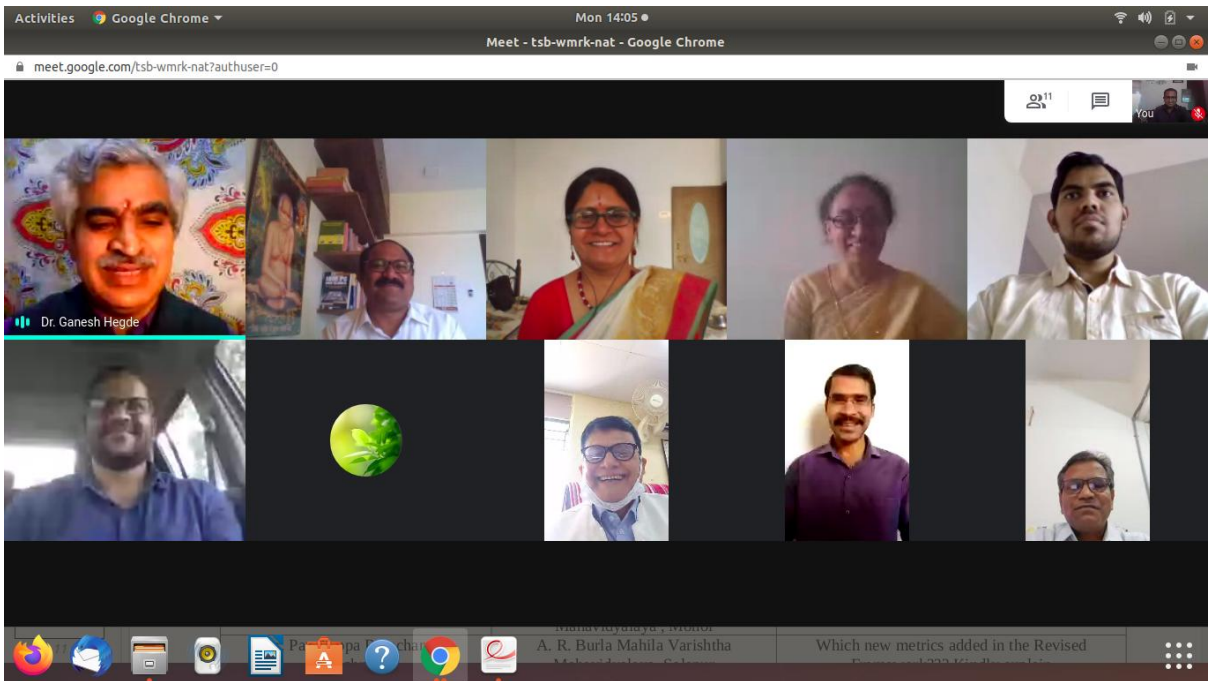 Activities Google Chrome Mon 14:05
Meet - tsb-wmrk-nat - Google Chrome
meet.google.com/tsb-wmrk-nat?authuser=0
11
You
Dr. Ganesh Hegde
A. R. Burla Mahila Varishtha
Which new metrics added in the Revised